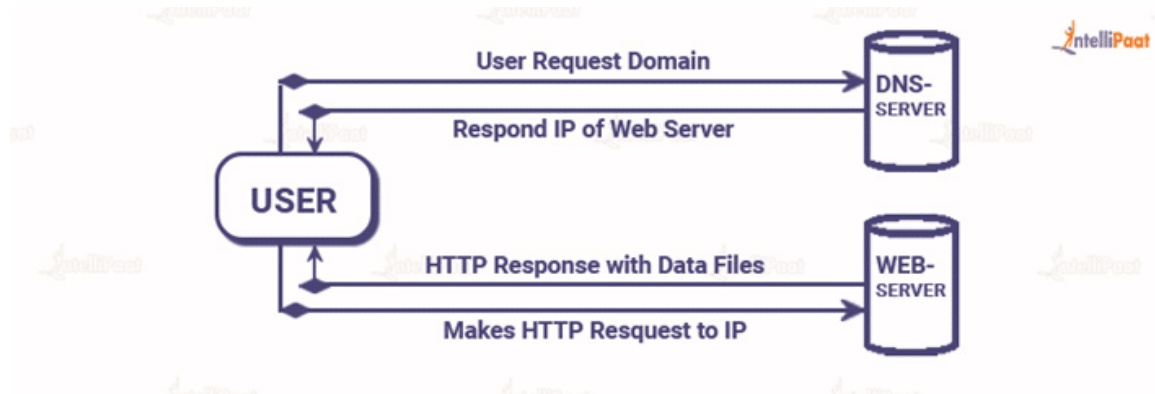 User Request Domain
IntelliPaat
DNS-
SERVER
Respond IP of Web Server
USER
HTTP Response with Data Files
WEB-
SERVER
Makes HTTP Resquest to IP